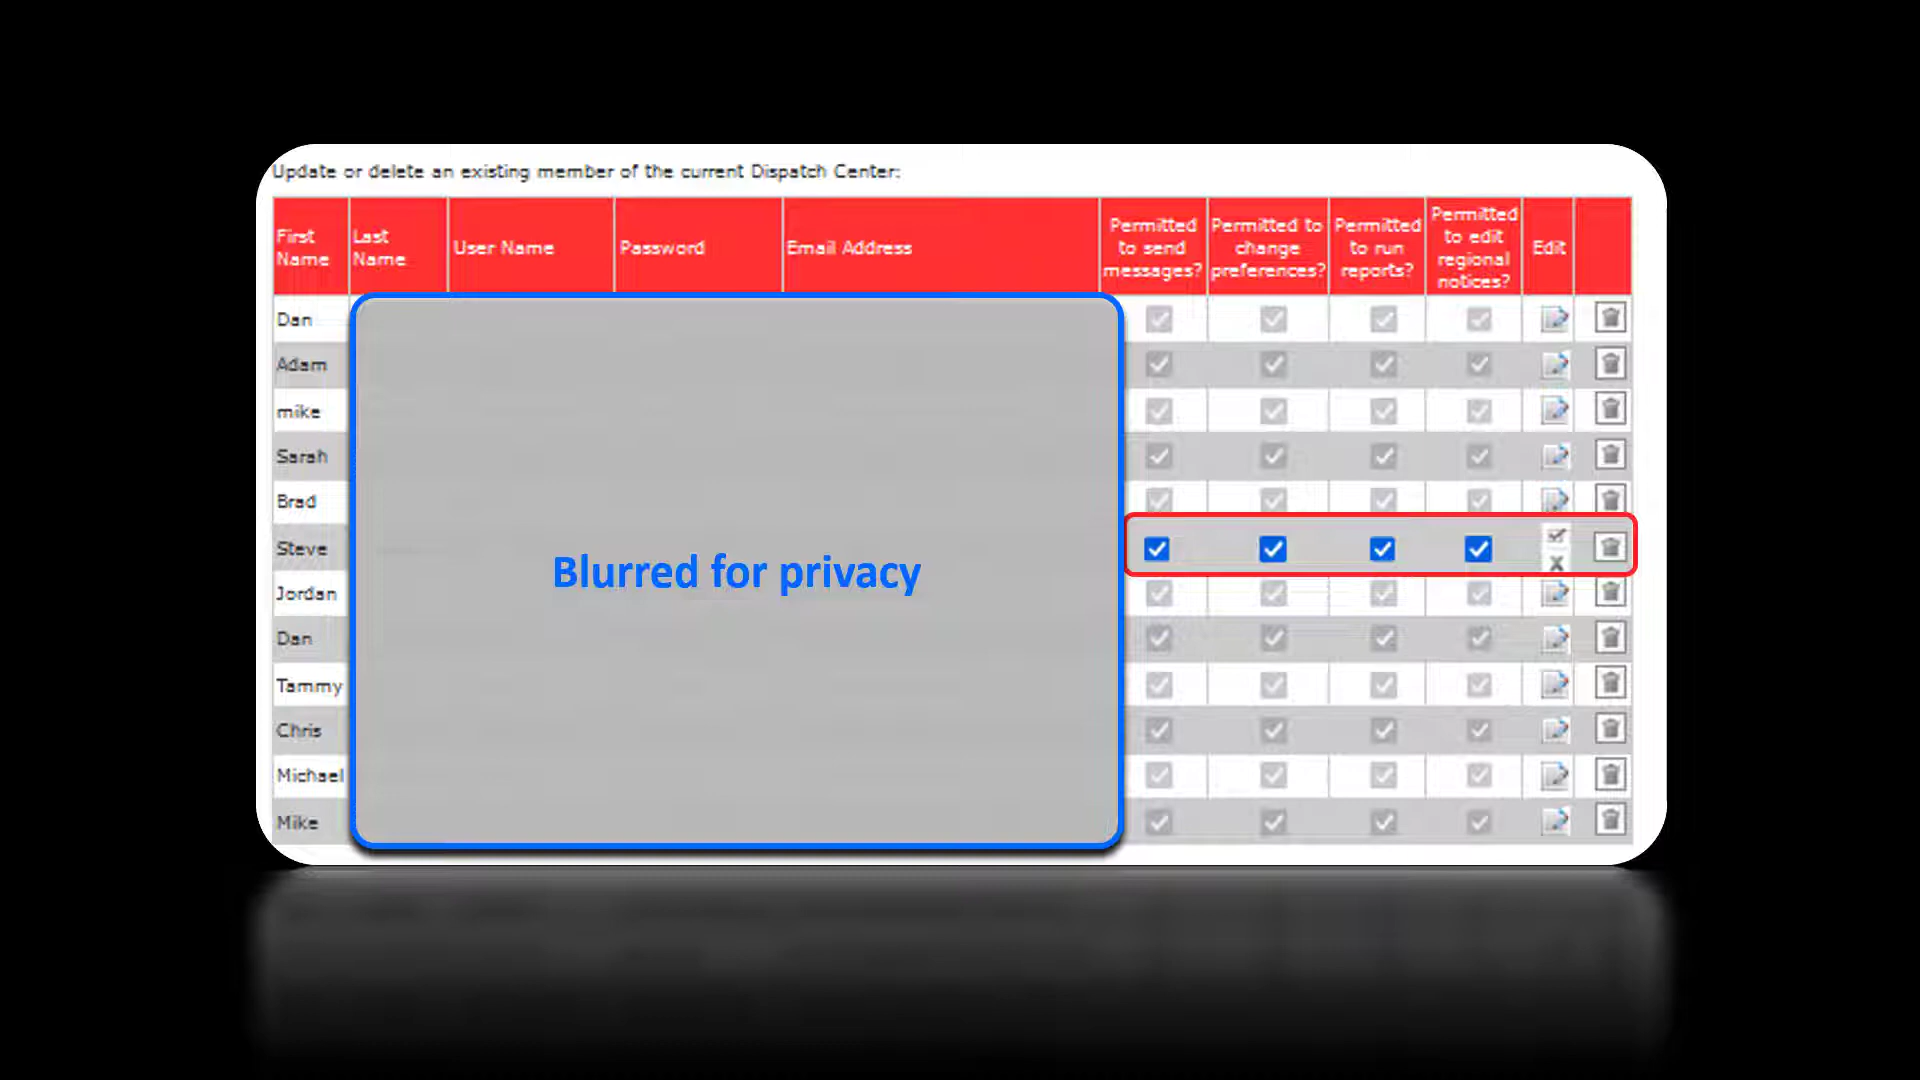 Update or delete an existing member of the current Dispatch Center:
First Name
Last Name
User Name
Password
Email Address
Permitted to send messages?
Permitted to change preferences?
Permitted to run reports?
Permitted to edit regional notices?
Edit
Dan
Adam
mike
Sarah
Brad
Steve
Jordan
Dan
Tammy
Chris
Michael
Mike
Blurred for privacy